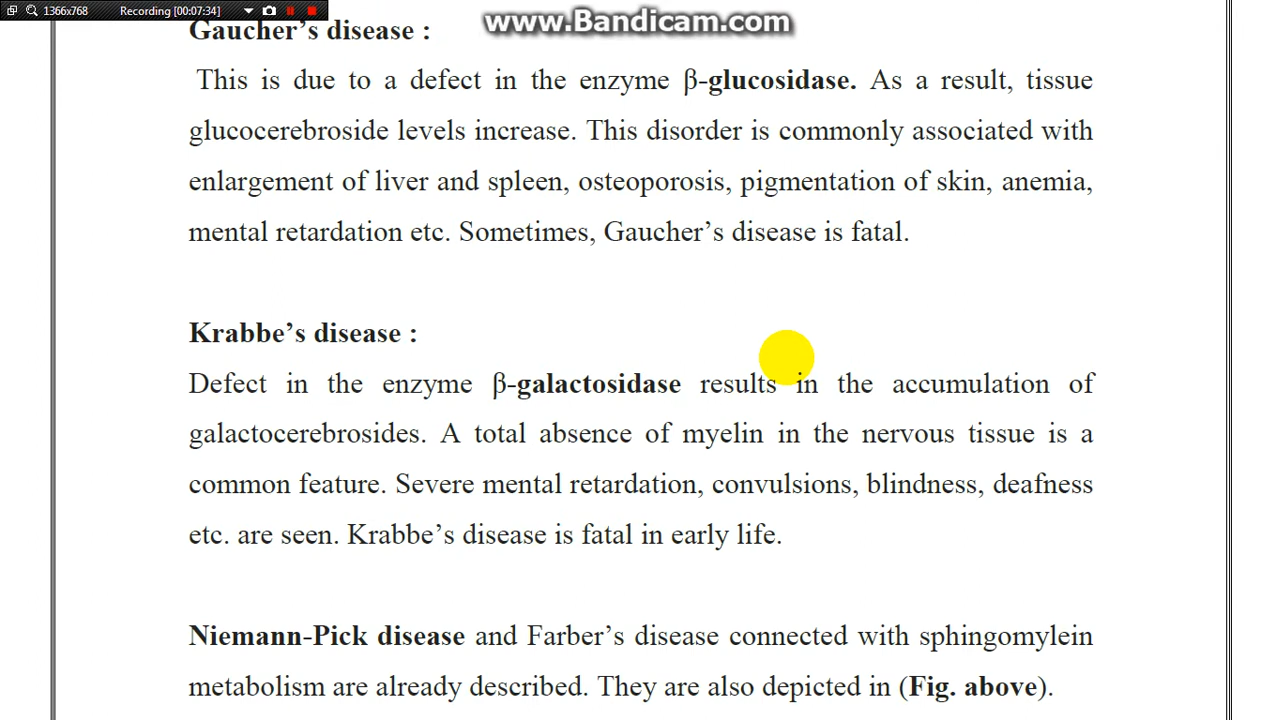 1366x768 Recording [00:07:34]
www.Bandicam.com
Gaucher’s disease :
This is due to a defect in the enzyme β-glucosidase. As a result, tissue
glucocerebroside levels increase. This disorder is commonly associated with
enlargement of liver and spleen, osteoporosis, pigmentation of skin, anemia,
mental retardation etc. Sometimes, Gaucher’s disease is fatal.
Krabbe’s disease :
Defect in the enzyme β-galactosidase results in the accumulation of
galactocerebrosides. A total absence of myelin in the nervous tissue is a
common feature. Severe mental retardation, convulsions, blindness, deafness
etc. are seen. Krabbe’s disease is fatal in early life.
Niemann-Pick disease and Farber’s disease connected with sphingomylein
metabolism are already described. They are also depicted in (Fig. above).